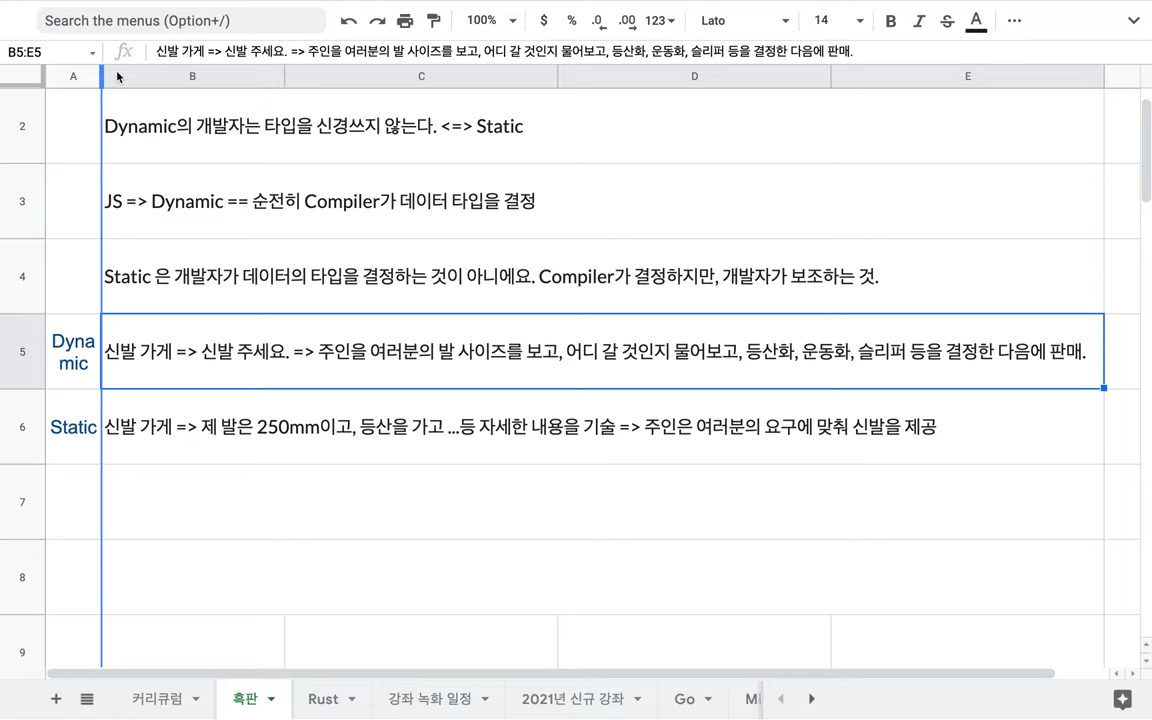 Search the menus (Option+/)
100%
$ % .0 .00 123
Lato
14
B I S A
B5:E5
fx
신발 가게 => 신발 주세요. => 주인을 여러분의 발 사이즈를 보고, 어디 갈 것인지 물어보고, 등산화, 운동화, 슬리퍼 등을 결정한 다음에 판매.
A B C D E
2 Dynamic의 개발자는 타입을 신경쓰지 않는다. <=> Static
3 JS => Dynamic == 순전히 Compiler가 데이터 타입을 결정
4 Static 은 개발자가 데이터의 타입을 결정하는 것이 아니에요. Compiler가 결정하지만, 개발자가 보조하는 것.
5 Dyna
mic
신발 가게 => 신발 주세요. => 주인을 여러분의 발 사이즈를 보고, 어디 갈 것인지 물어보고, 등산화, 운동화, 슬리퍼 등을 결정한 다음에 판매.
6 Static 신발 가게 => 제 발은 250mm이고, 등산을 가고 ...등 자세한 내용을 기술 => 주인은 여러분의 요구에 맞춰 신발을 제공
7
8
9
커리큘럼 흑판 Rust 강좌 녹화 일정 2021년 신규 강좌 Go Mi